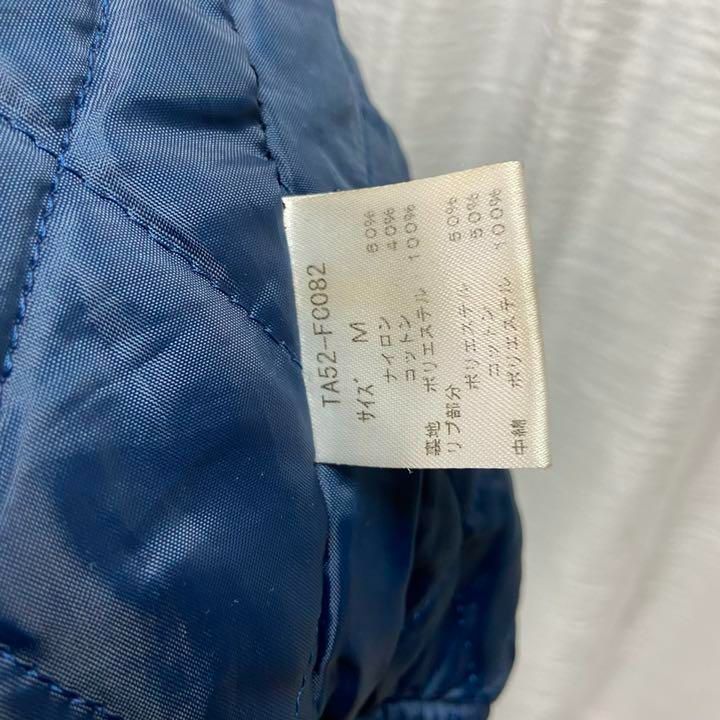 TA52-FC082
サイズ M
ナイロン 60%
コットン 40%
裏地 ポリエステル 100%
リブ部分
ポリエステル 50%
コットン 50%
中綿 ポリエステル 100%